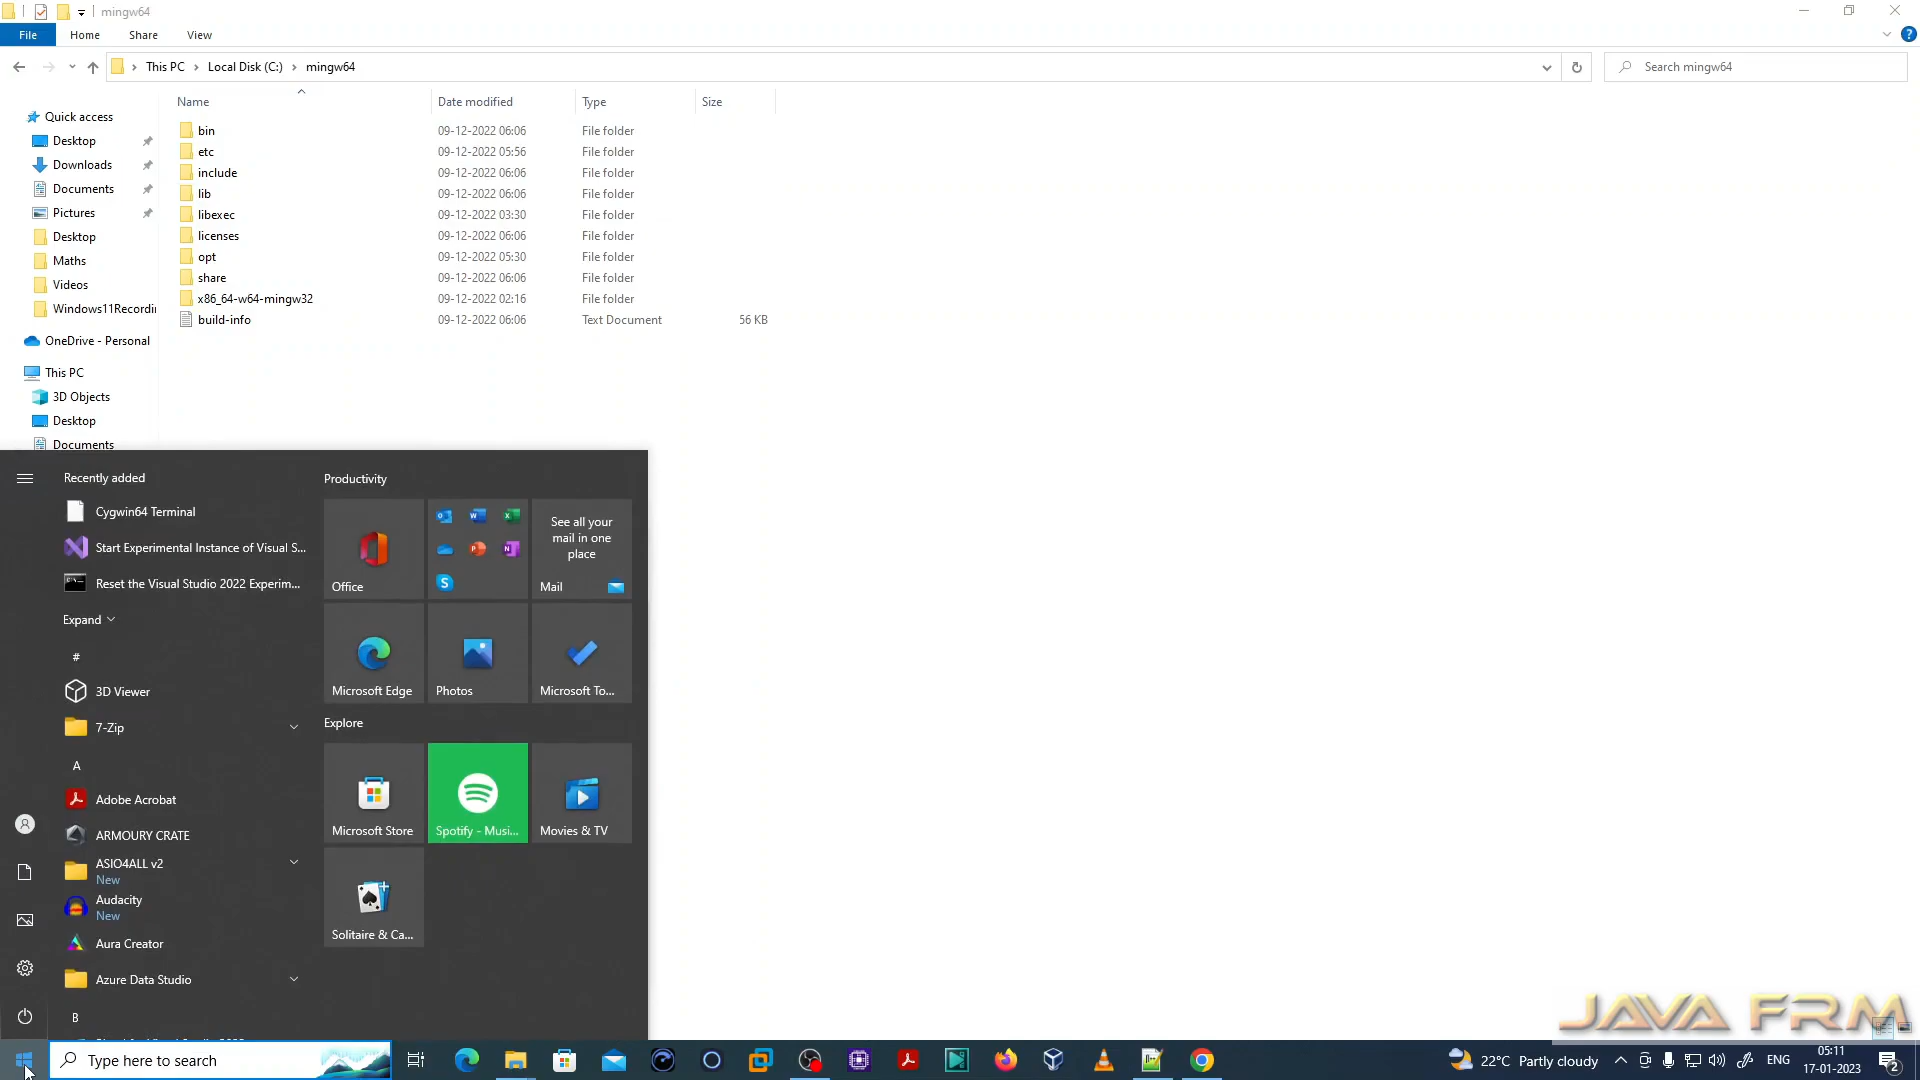 mingw64
File Home Share View
This PC Local Disk (C:) mingw64
Search mingw64
Name Date modified Type Size
Quick access
Desktop
Downloads
Documents
Pictures
Desktop
Maths
Videos
Windows11Recordin
OneDrive - Personal
This PC
3D Objects
Desktop
Documents
bin 09-12-2022 06:06 File folder
etc 09-12-2022 05:56 File folder
include 09-12-2022 06:06 File folder
lib 09-12-2022 06:06 File folder
libexec 09-12-2022 03:30 File folder
licenses 09-12-2022 06:06 File folder
opt 09-12-2022 05:30 File folder
share 09-12-2022 06:06 File folder
x86_64-w64-mingw32 09-12-2022 02:16 File folder
build-info 09-12-2022 06:06 Text Document 56 KB
Recently added
Cygwin64 Terminal
Start Experimental Instance of Visual S...
Reset the Visual Studio 2022 Experim...
Expand
#
3D Viewer
7-Zip
A
Adobe Acrobat
ARMOURY CRATE
ASIO4ALL v2
New
Audacity
New
Aura Creator
Azure Data Studio
B
Productivity
Office
See all your
mail in one
place
Mail
Microsoft Edge
Photos
Microsoft To...
Explore
Microsoft Store
Spotify - Musi...
Movies & TV
Solitaire & Ca...
JAVA FRM
Type here to search
22°C Partly cloudy
ENG
05:11
17-01-2023
2